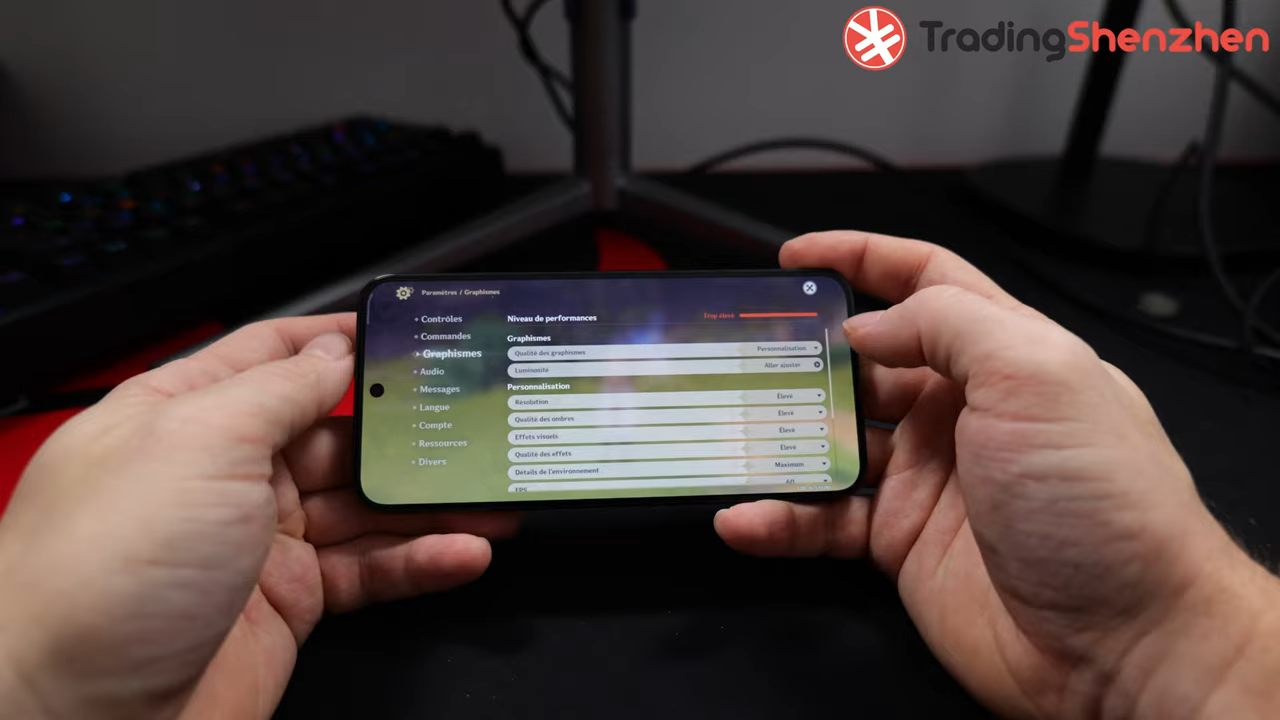 TradingShenzhen
Paramètres / Graphismes
Contrôles
Commandes
Graphismes
Audio
Messages
Langue
Compte
Ressources
Divers
Niveau de performances
Trop élevé
Graphismes
Qualité des graphismes
Personnalisation
Luminosité
Aller ajuster
Personnalisation
Résolution
Élevé
Qualité des ombres
Élevé
Effets visuels
Élevé
Qualité des effets
Élevé
Détails de l'environnement
Maximum
FPS
60